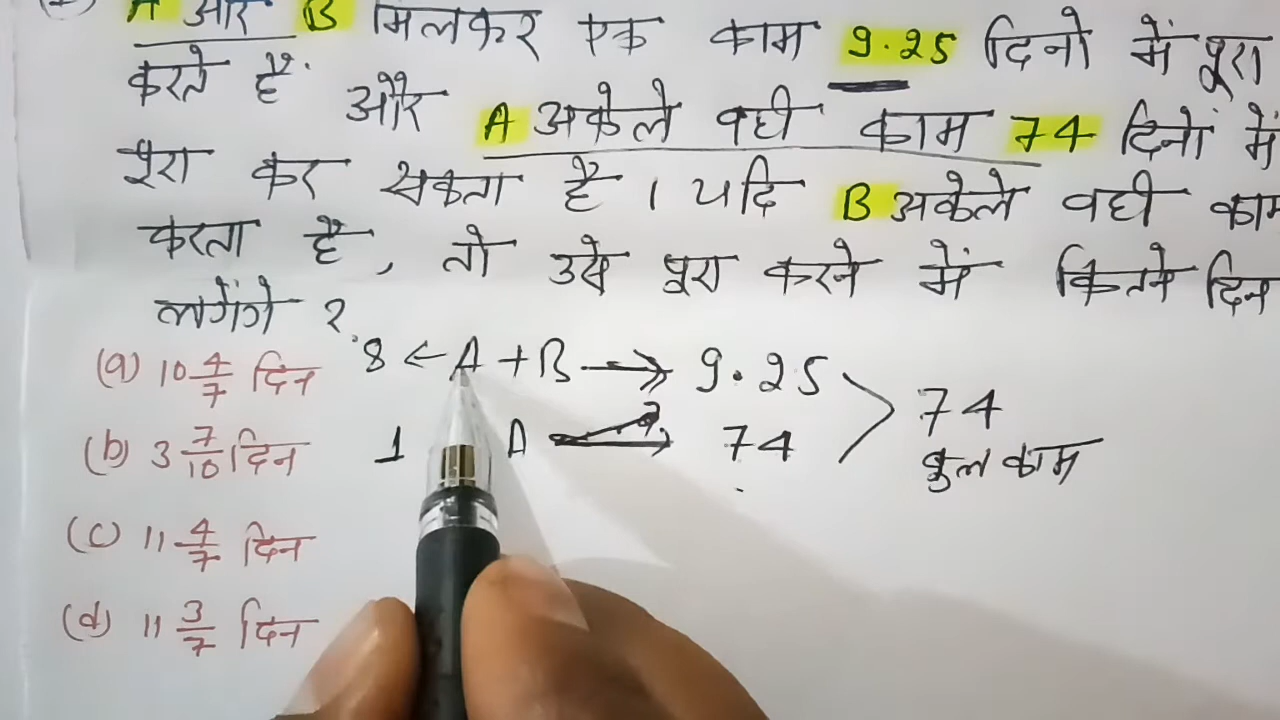 A और B मिलकर एक काम 9.25 दिनो में पूरा
करते हैं और A अकेले वही काम 74 दिनों में
पूरा कर सकता है । यदि B अकेले वही काम
करता है , तो उसे पूरा करने में कितने दिन
लगेंगे ?
(a) 10 4/7 दिन 8 ← A + B → 9.25
74
(b) 3 7/10 दिन 1 A → 74
कुल काम
(c) 11 4/7 दिन
(d) 11 3/7 दिन